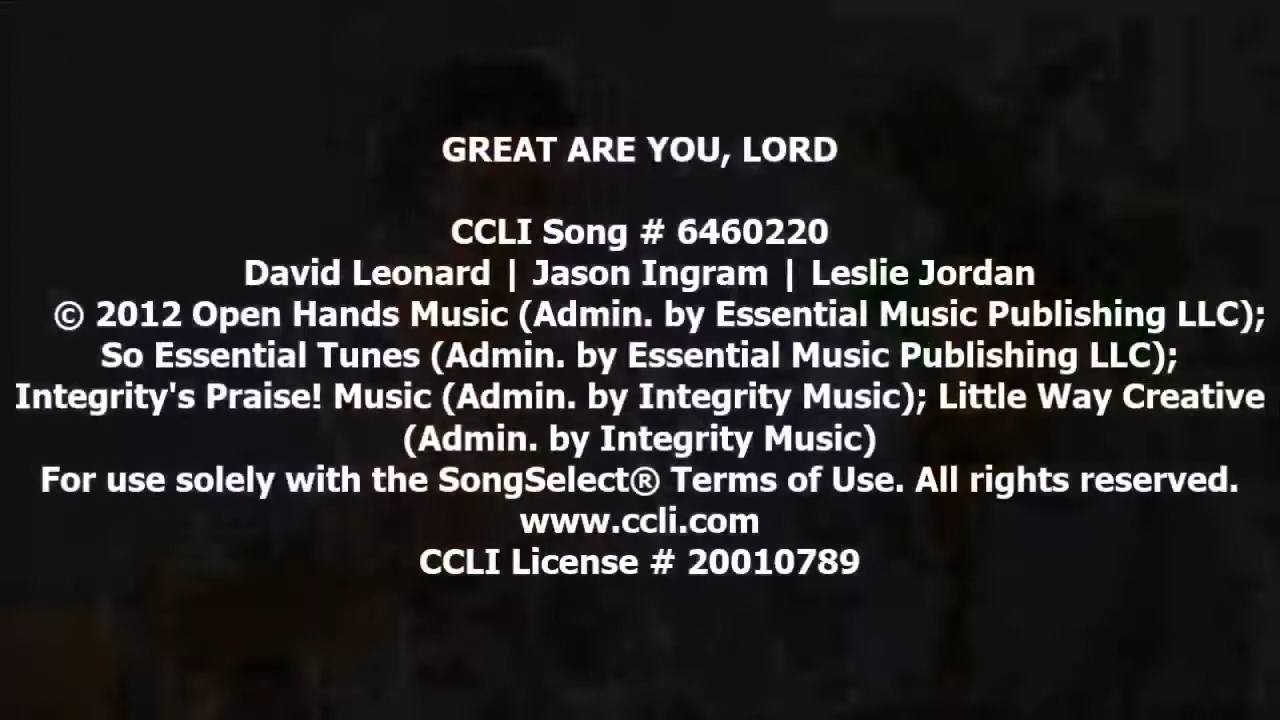 GREAT ARE YOU, LORD
CCLI Song # 6460220
David Leonard | Jason Ingram | Leslie Jordan
© 2012 Open Hands Music (Admin. by Essential Music Publishing LLC);
So Essential Tunes (Admin. by Essential Music Publishing LLC);
Integrity's Praise! Music (Admin. by Integrity Music); Little Way Creative
(Admin. by Integrity Music)
For use solely with the SongSelect® Terms of Use. All rights reserved.
www.ccli.com
CCLI License # 20010789